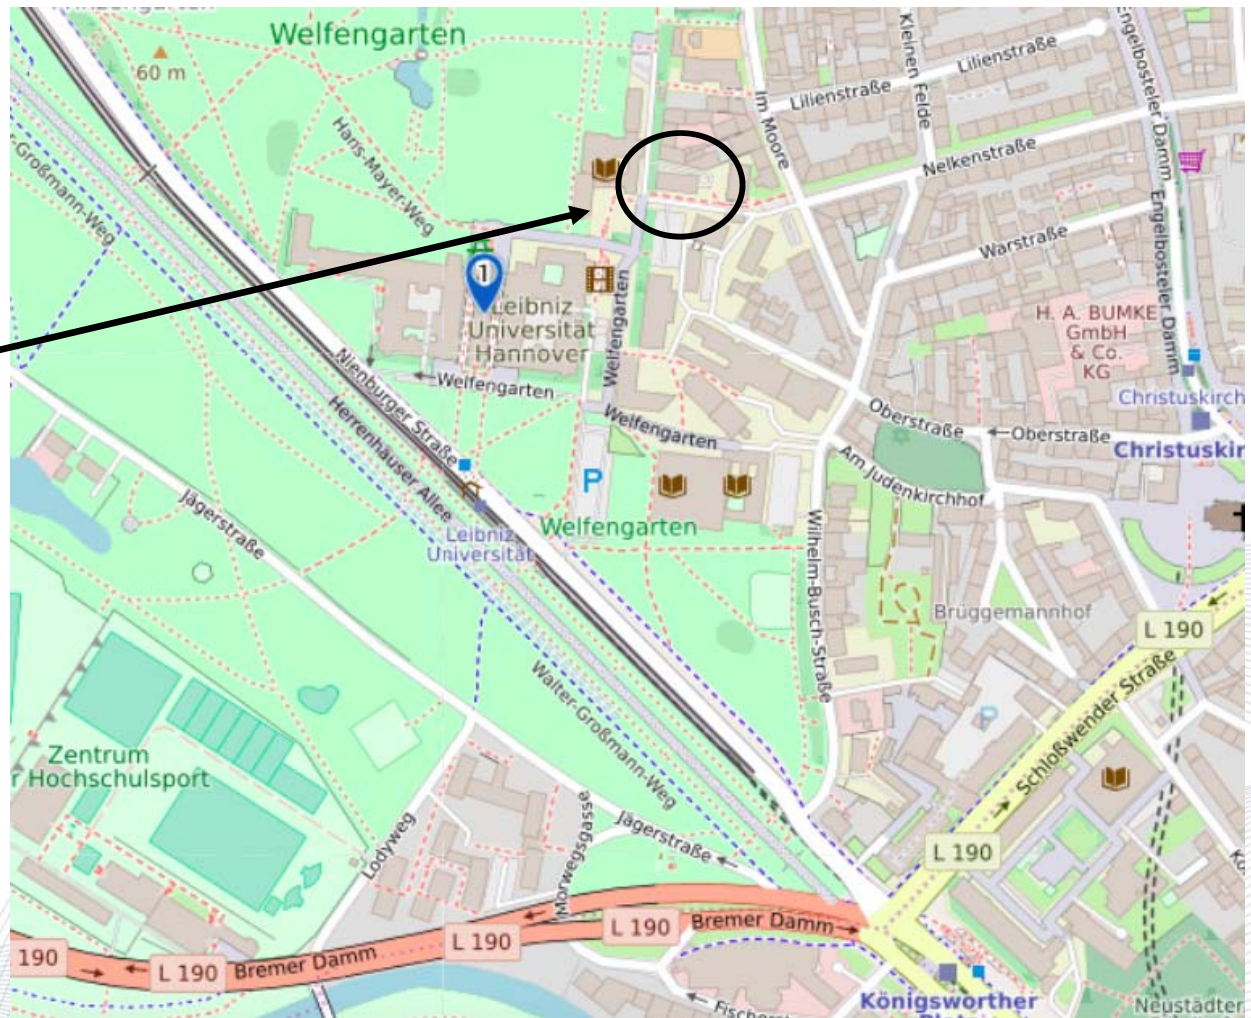 Welfengarten
60 m
Hans-Mayer-Weg
-Großmann-Weg
Im Moore
Kleinen Felde
Lilienstraße
Lilienstraße
Engelbosteler Damm
Engelbosteler Damm
Nelkenstraße
Warstraße
1
Leibniz
Universität
Hannover
Welfengarten
H. A. BUMKE
GmbH
& Co.
KG
Nienburger Straße
Herrenhäuser Allee
Welfengarten
Welfengarten
Oberstraße
Oberstraße
Christuskirch
Christuskir
Am Judenkirchhof
Jägerstraße
P
Leibniz
Universität
Welfengarten
Wilhelm-Busch-Straße
Brüggemannhof
L 190
Schloßwender Straße
Walter-Großmann-Weg
P
Zentrum
r Hochschulsport
Lodyweg
Morwegsgasse
Jägerstraße
L 190
190
L 190
Bremer Damm
L 190
L 190
Bremer Damm
Königsworther
Fischer
Neustädter